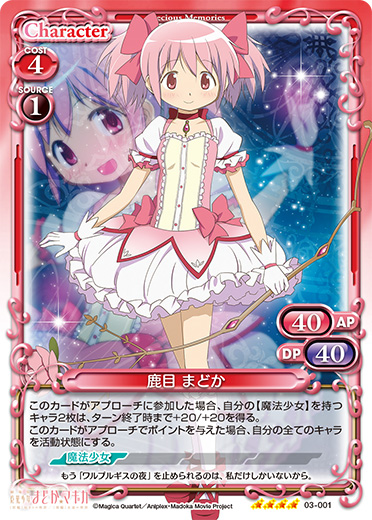 Precious Memories
Character
COST
4
SOURCE
1
40 AP
DP 40
鹿目 まどか
このカードがアプローチに参加した場合、自分の【魔法少女】を持つ
キャラ2枚は、ターン終了時まで+20/+20を得る。
このカードがアプローチでポイントを与えた場合、自分の全てのキャラ
を活動状態にする。
魔法少女
もう「ワルプルギスの夜」を止められるのは、私だけしかいないから。
まどか☆マギカ
★★★★ 03-001
©Magica Quartet/Aniplex・Madoka Movie Project